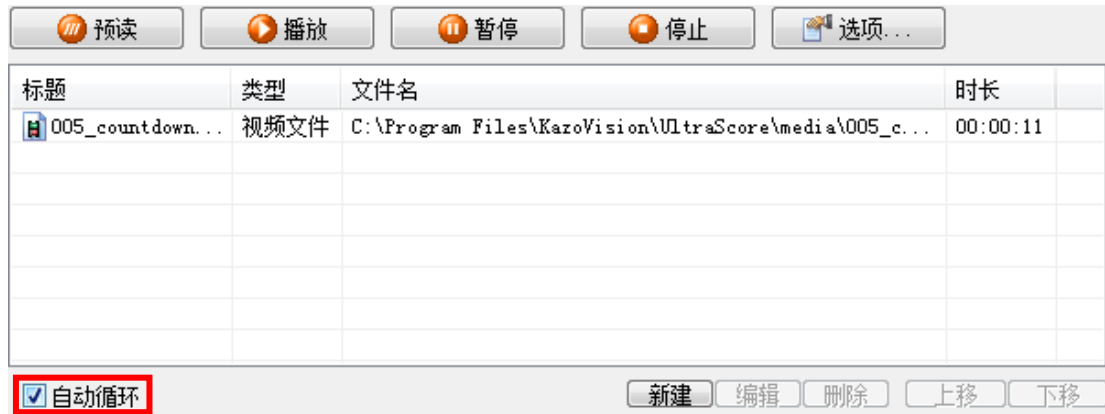 预读 播放 暂停 停止 选项...
标题 类型 文件名 时长
005_countdown... 视频文件 C:\Program Files\KazoVision\UltraScore\media\005_c... 00:00:11
自动循环 新建 编辑 删除 上移 下移